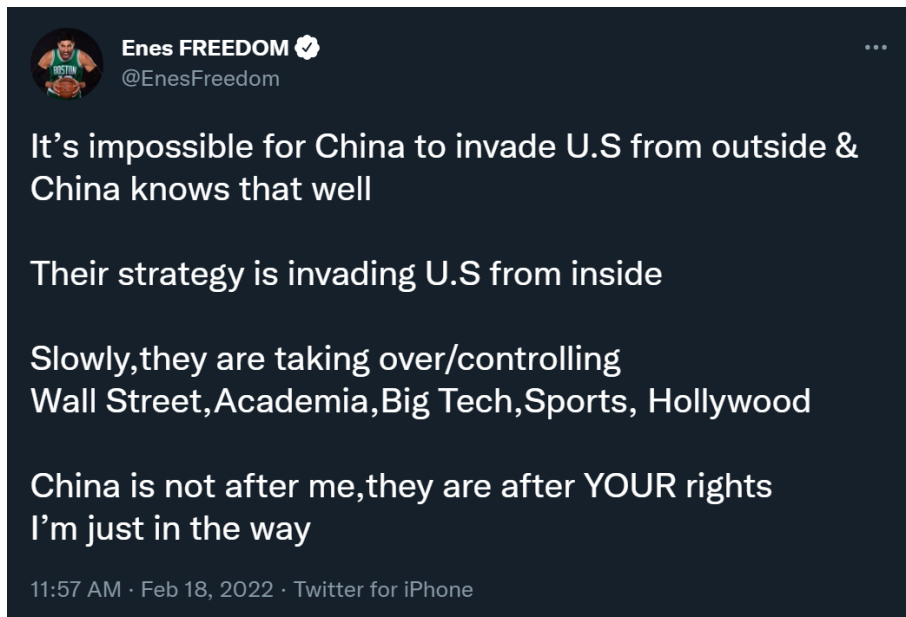 Enes FREEDOM
@EnesFreedom
BOSTON
It’s impossible for China to invade U.S from outside &
China knows that well
Their strategy is invading U.S from inside
Slowly,they are taking over/controlling
Wall Street,Academia,Big Tech,Sports, Hollywood
China is not after me,they are after YOUR rights
I’m just in the way
11:57 AM · Feb 18, 2022 · Twitter for iPhone